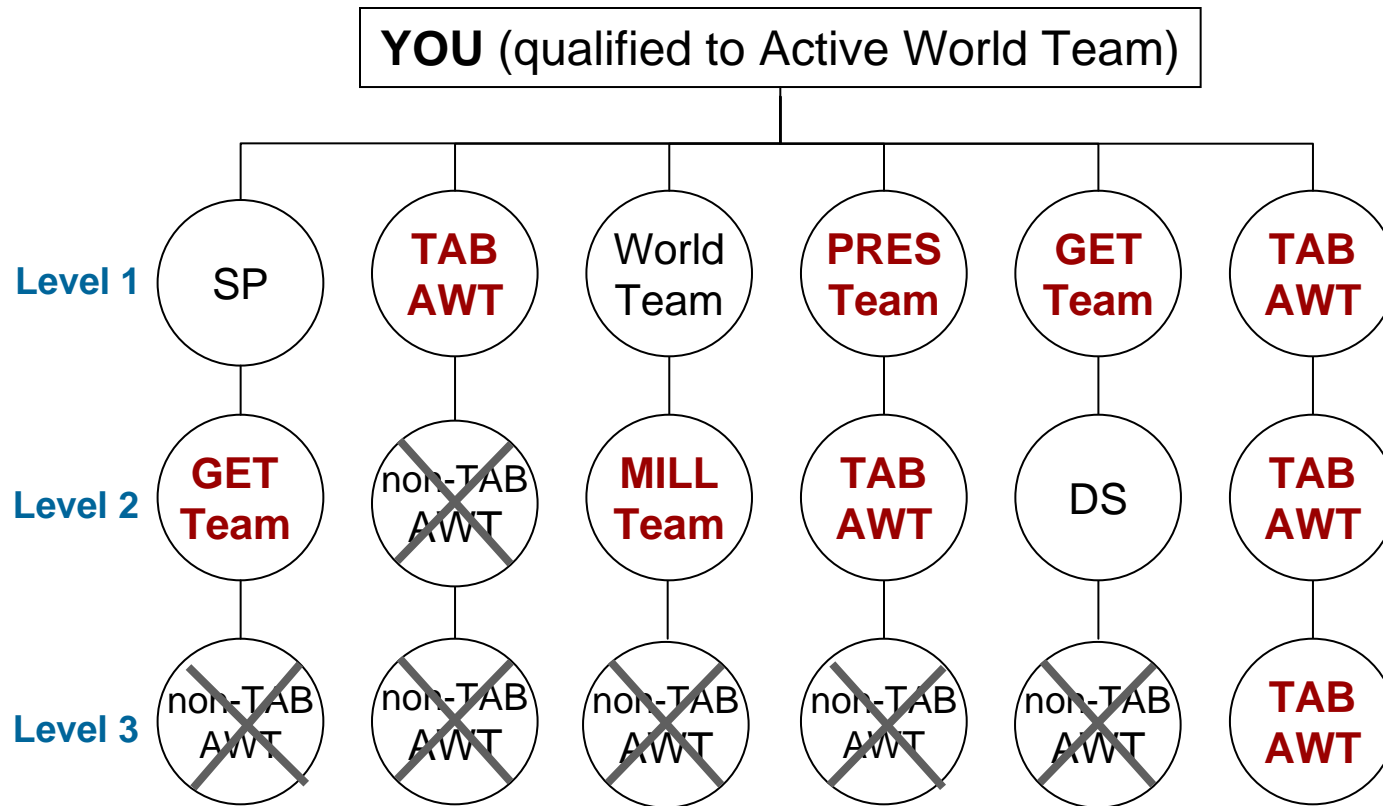 YOU (qualified to Active World Team)
Level 1
SP
TAB
AWT
World
Team
PRES
Team
GET
Team
TAB
AWT
Level 2
GET
Team
non-TAB
AWT
MILL
Team
TAB
AWT
DS
TAB
AWT
Level 3
non-TAB
AWT
non-TAB
AWT
non-TAB
AWT
non-TAB
AWT
non-TAB
AWT
TAB
AWT